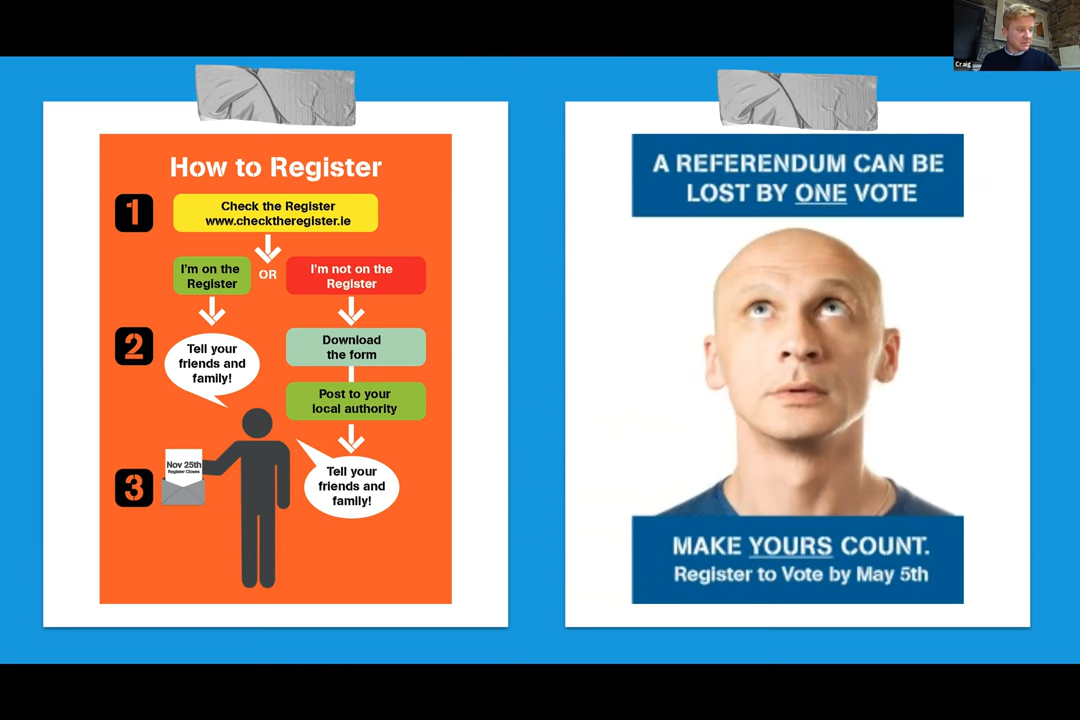 How to Register
1
Check the Register
www.checktheregister.ie
I'm on the
Register
OR
I'm not on the
Register
2
Tell your
friends and
family!
Download
the form
Post to your
local authority
3
Nov 25th
Register Closes
Tell your
friends and
family!
A REFERENDUM CAN BE
LOST BY ONE VOTE
MAKE YOURS COUNT.
Register to Vote by May 5th
Craig